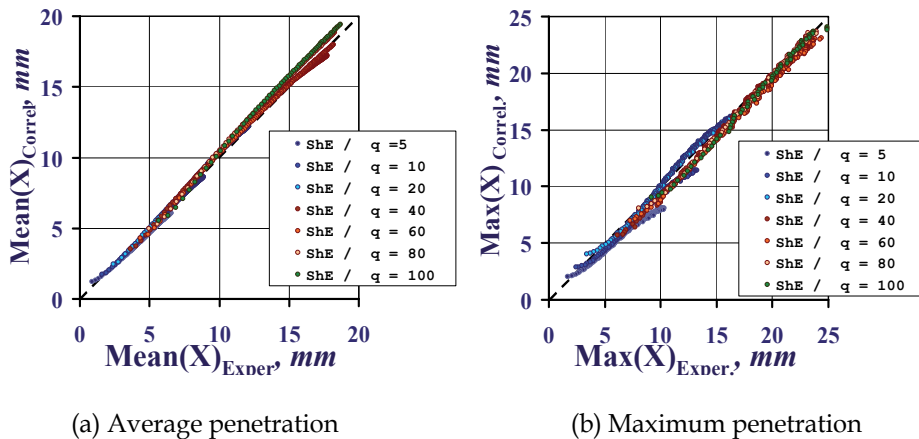 20
15
10
5
0
0 5 10 15 20
Mean(X)Correl, mm
Mean(X)Exper, mm
ShE / q =5
ShE / q = 10
ShE / q = 20
ShE / q = 40
ShE / q = 60
ShE / q = 80
ShE / q = 100
(a) Average penetration
25
20
15
10
5
0
0 5 10 15 20 25
Max(X) Correl., mm
Max(X)Exper., mm
ShE / q = 5
ShE / q = 10
ShE / q = 20
ShE / q = 40
ShE / q = 60
ShE / q = 80
ShE / q = 100
(b) Maximum penetration